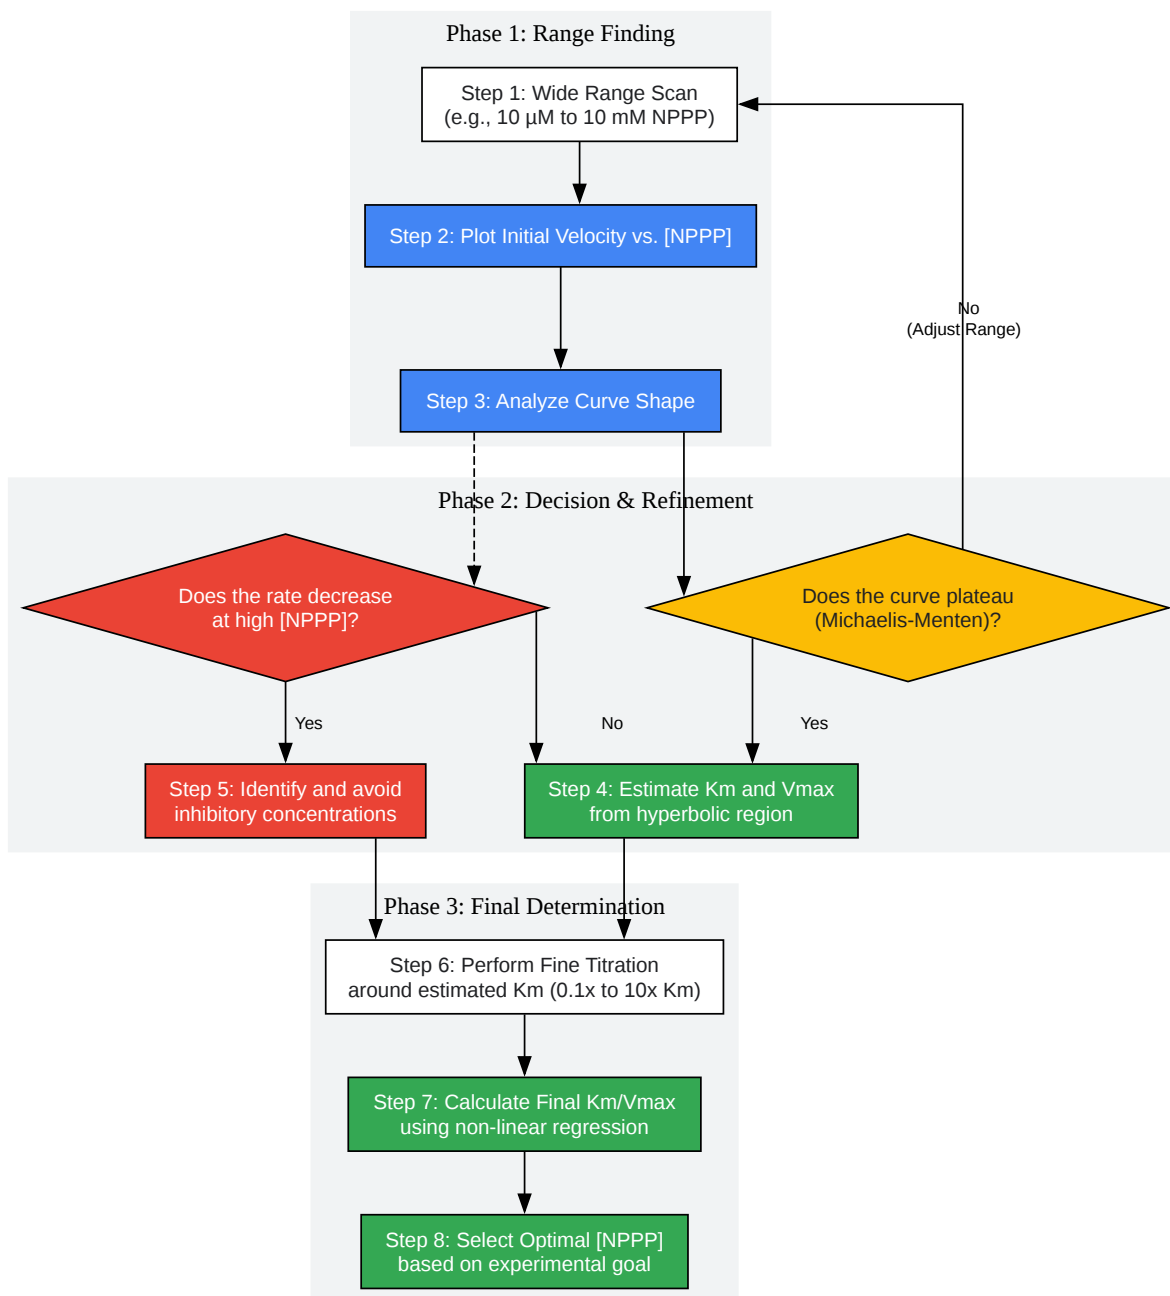 Phase 1: Range Finding
Step 1: Wide Range Scan
(e.g., 10 µM to 10 mM NPPP)
Step 2: Plot Initial Velocity vs. [NPPP]
No
(Adjust Range)
Step 3: Analyze Curve Shape
Phase 2: Decision & Refinement
Does the rate decrease
at high [NPPP]?
Does the curve plateau
(Michaelis-Menten)?
Yes
No
Yes
Step 5: Identify and avoid
inhibitory concentrations
Step 4: Estimate Km and Vmax
from hyperbolic region
Phase 3: Final Determination
Step 6: Perform Fine Titration
around estimated Km (0.1x to 10x Km)
Step 7: Calculate Final Km/Vmax
using non-linear regression
Step 8: Select Optimal [NPPP]
based on experimental goal